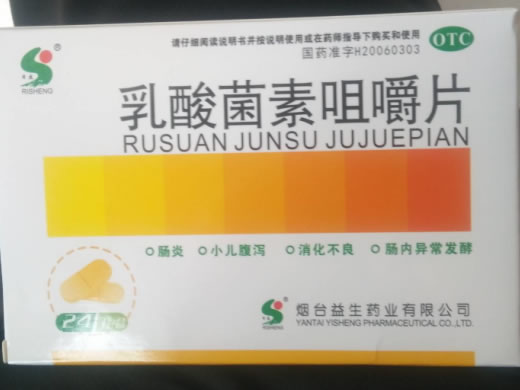 请仔细阅读说明书并按说明使用或在药师指导下购买和使用
国药准字H20060303
OTC
RISHENG
乳酸菌素咀嚼片
RUSUAN JUNSU JUJUEPIAN
○肠炎 ○小儿腹泻 ○消化不良 ○肠内异常发酵
24
RISHENG
烟台益生药业有限公司
YANTAI YISHENG PHARMACEUTICAL CO.,LTD.